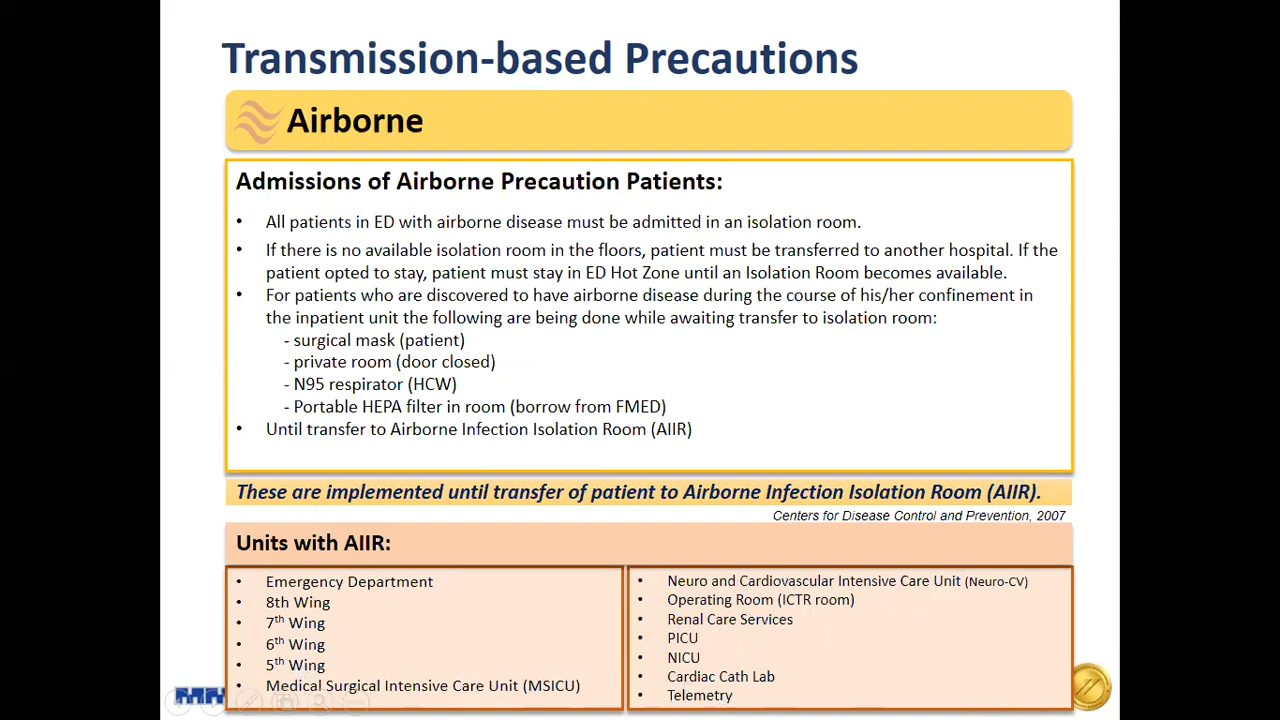 Transmission-based Precautions
Airborne
Admissions of Airborne Precaution Patients:
• All patients in ED with airborne disease must be admitted in an isolation room.
• If there is no available isolation room in the floors, patient must be transferred to another hospital. If the
patient opted to stay, patient must stay in ED Hot Zone until an Isolation Room becomes available.
• For patients who are discovered to have airborne disease during the course of his/her confinement in
the inpatient unit the following are being done while awaiting transfer to isolation room:
- surgical mask (patient)
- private room (door closed)
- N95 respirator (HCW)
- Portable HEPA filter in room (borrow from FMED)
• Until transfer to Airborne Infection Isolation Room (AIIR)
These are implemented until transfer of patient to Airborne Infection Isolation Room (AIIR).
Centers for Disease Control and Prevention, 2007
Units with AIIR:
• Emergency Department
• 8th Wing
• 7th Wing
• 6th Wing
• 5th Wing
• Medical Surgical Intensive Care Unit (MSICU)
• Neuro and Cardiovascular Intensive Care Unit (Neuro-CV)
• Operating Room (ICTR room)
• Renal Care Services
• PICU
• NICU
• Cardiac Cath Lab
• Telemetry